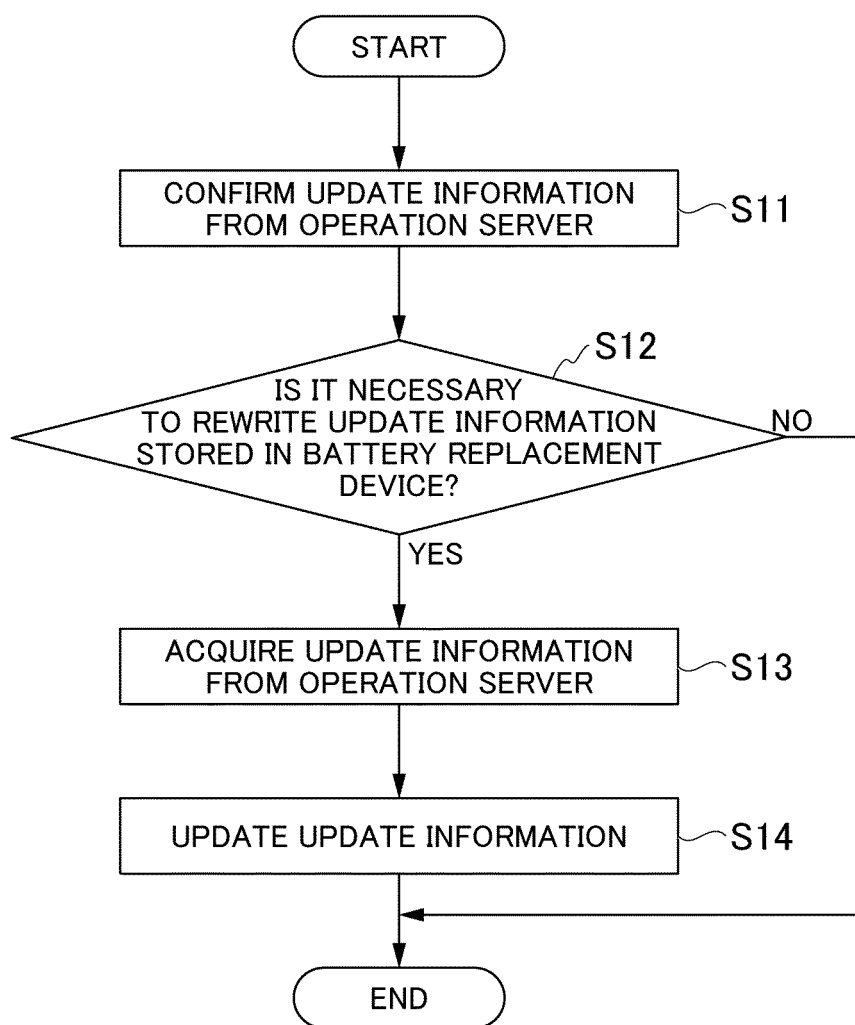 START
CONFIRM UPDATE INFORMATION
FROM OPERATION SERVER
S11
S12
IS IT NECESSARY
TO REWRITE UPDATE INFORMATION
STORED IN BATTERY REPLACEMENT
DEVICE?
NO
YES
ACQUIRE UPDATE INFORMATION
FROM OPERATION SERVER
S13
UPDATE UPDATE INFORMATION
S14
END